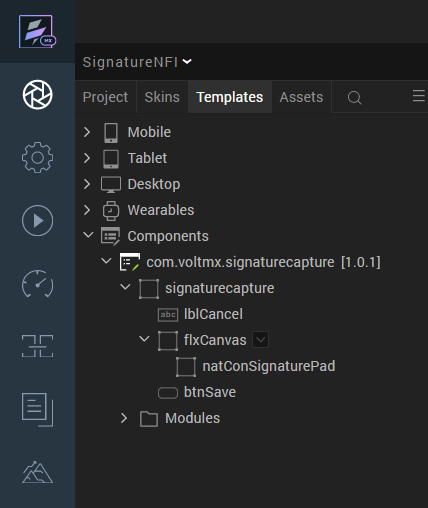 MX
SignatureNFI
Project Skins Templates Assets
Mobile
Tablet
Desktop
Wearables
Components
com.voltmx.signaturecapture [1.0.1]
signaturecapture
abc lblCancel
flxCanvas
natConSignaturePad
btnSave
Modules